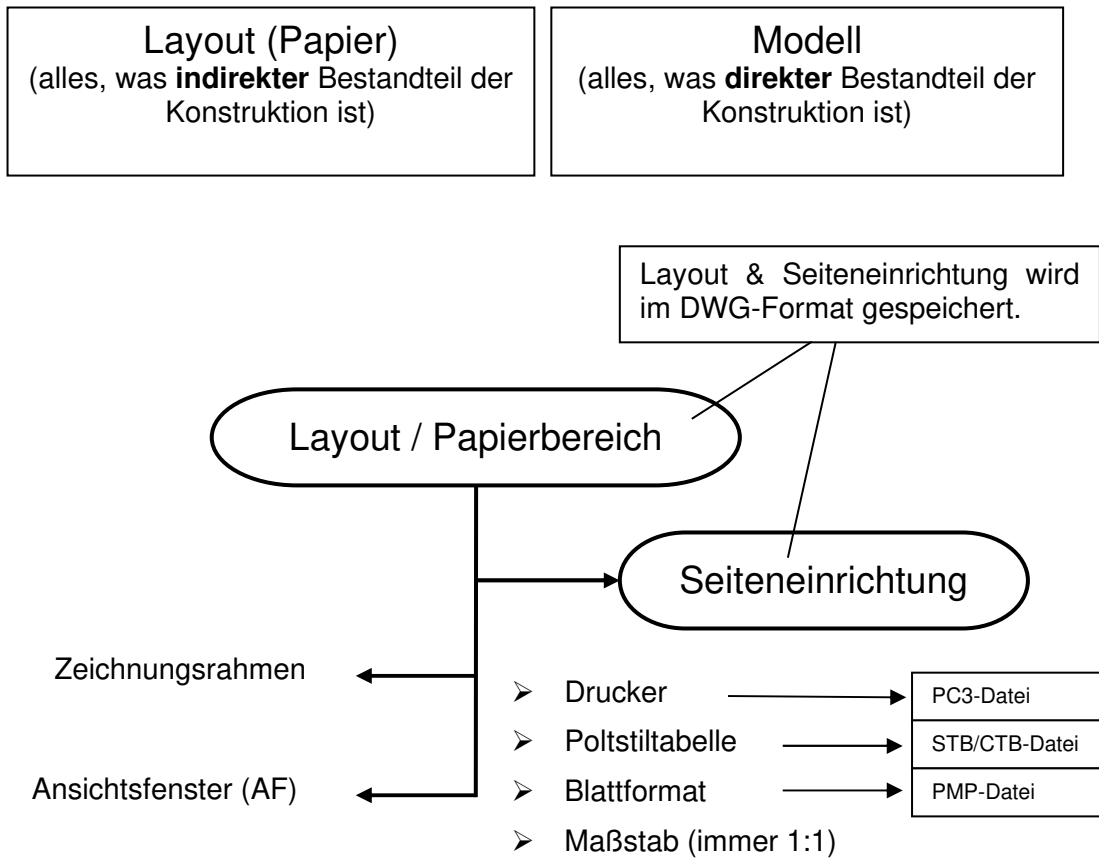 Layout (Papier)
(alles, was indirekter Bestandteil der
Konstruktion ist)
Modell
(alles, was direkter Bestandteil der
Konstruktion ist)
Layout & Seiteneinrichtung wird
im DWG-Format gespeichert.
Layout / Papierbereich
Seiteneinrichtung
Zeichnungsrahmen
Ansichtsfenster (AF)
➢ Drucker
PC3-Datei
➢ Poltstiltabelle
STB/CTB-Datei
➢ Blattformat
PMP-Datei
➢ Maßstab (immer 1:1)